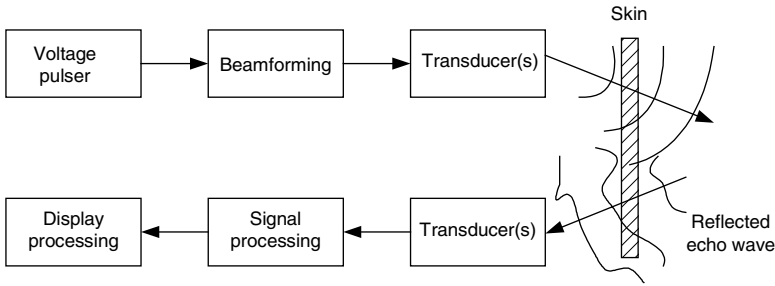 Skin
Voltage
pulser
Beamforming
Transducer(s)
Display
processing
Signal
processing
Transducer(s)
Reflected
echo wave